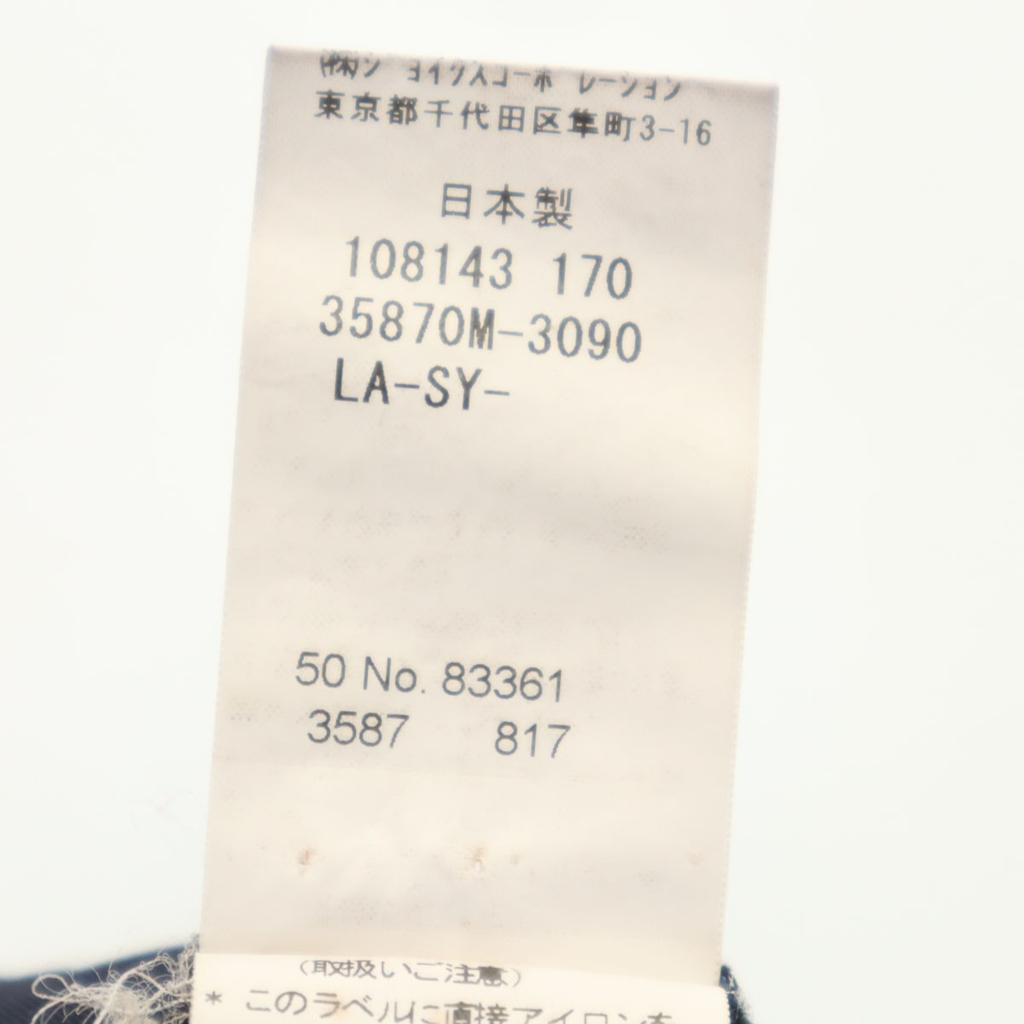 (株)ジョイックスコーポレーション
東京都千代田区隼町3-16
日本製
108143 170
35870M-3090
LA-SY-
50 No. 83361
3587 817
(取扱いご注意)
* このラベルに直接アイロンを